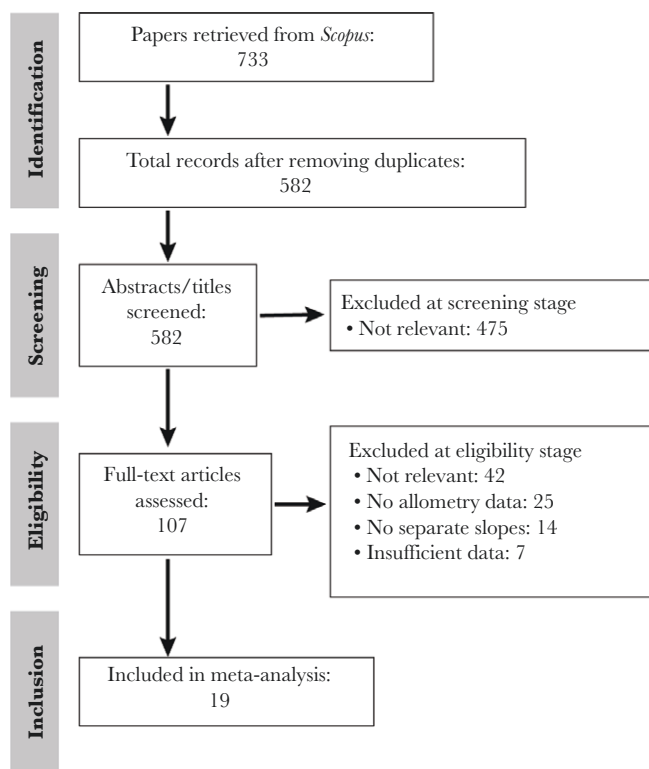 Identification
Papers retrieved from Scopus:
733
Total records after removing duplicates:
582
Screening
Abstracts/titles
screened:
582
Excluded at screening stage
• Not relevant: 475
Eligibility
Full-text articles
assessed:
107
Excluded at eligibility stage
• Not relevant: 42
• No allometry data: 25
• No separate slopes: 14
• Insufficient data: 7
Inclusion
Included in meta-analysis:
19